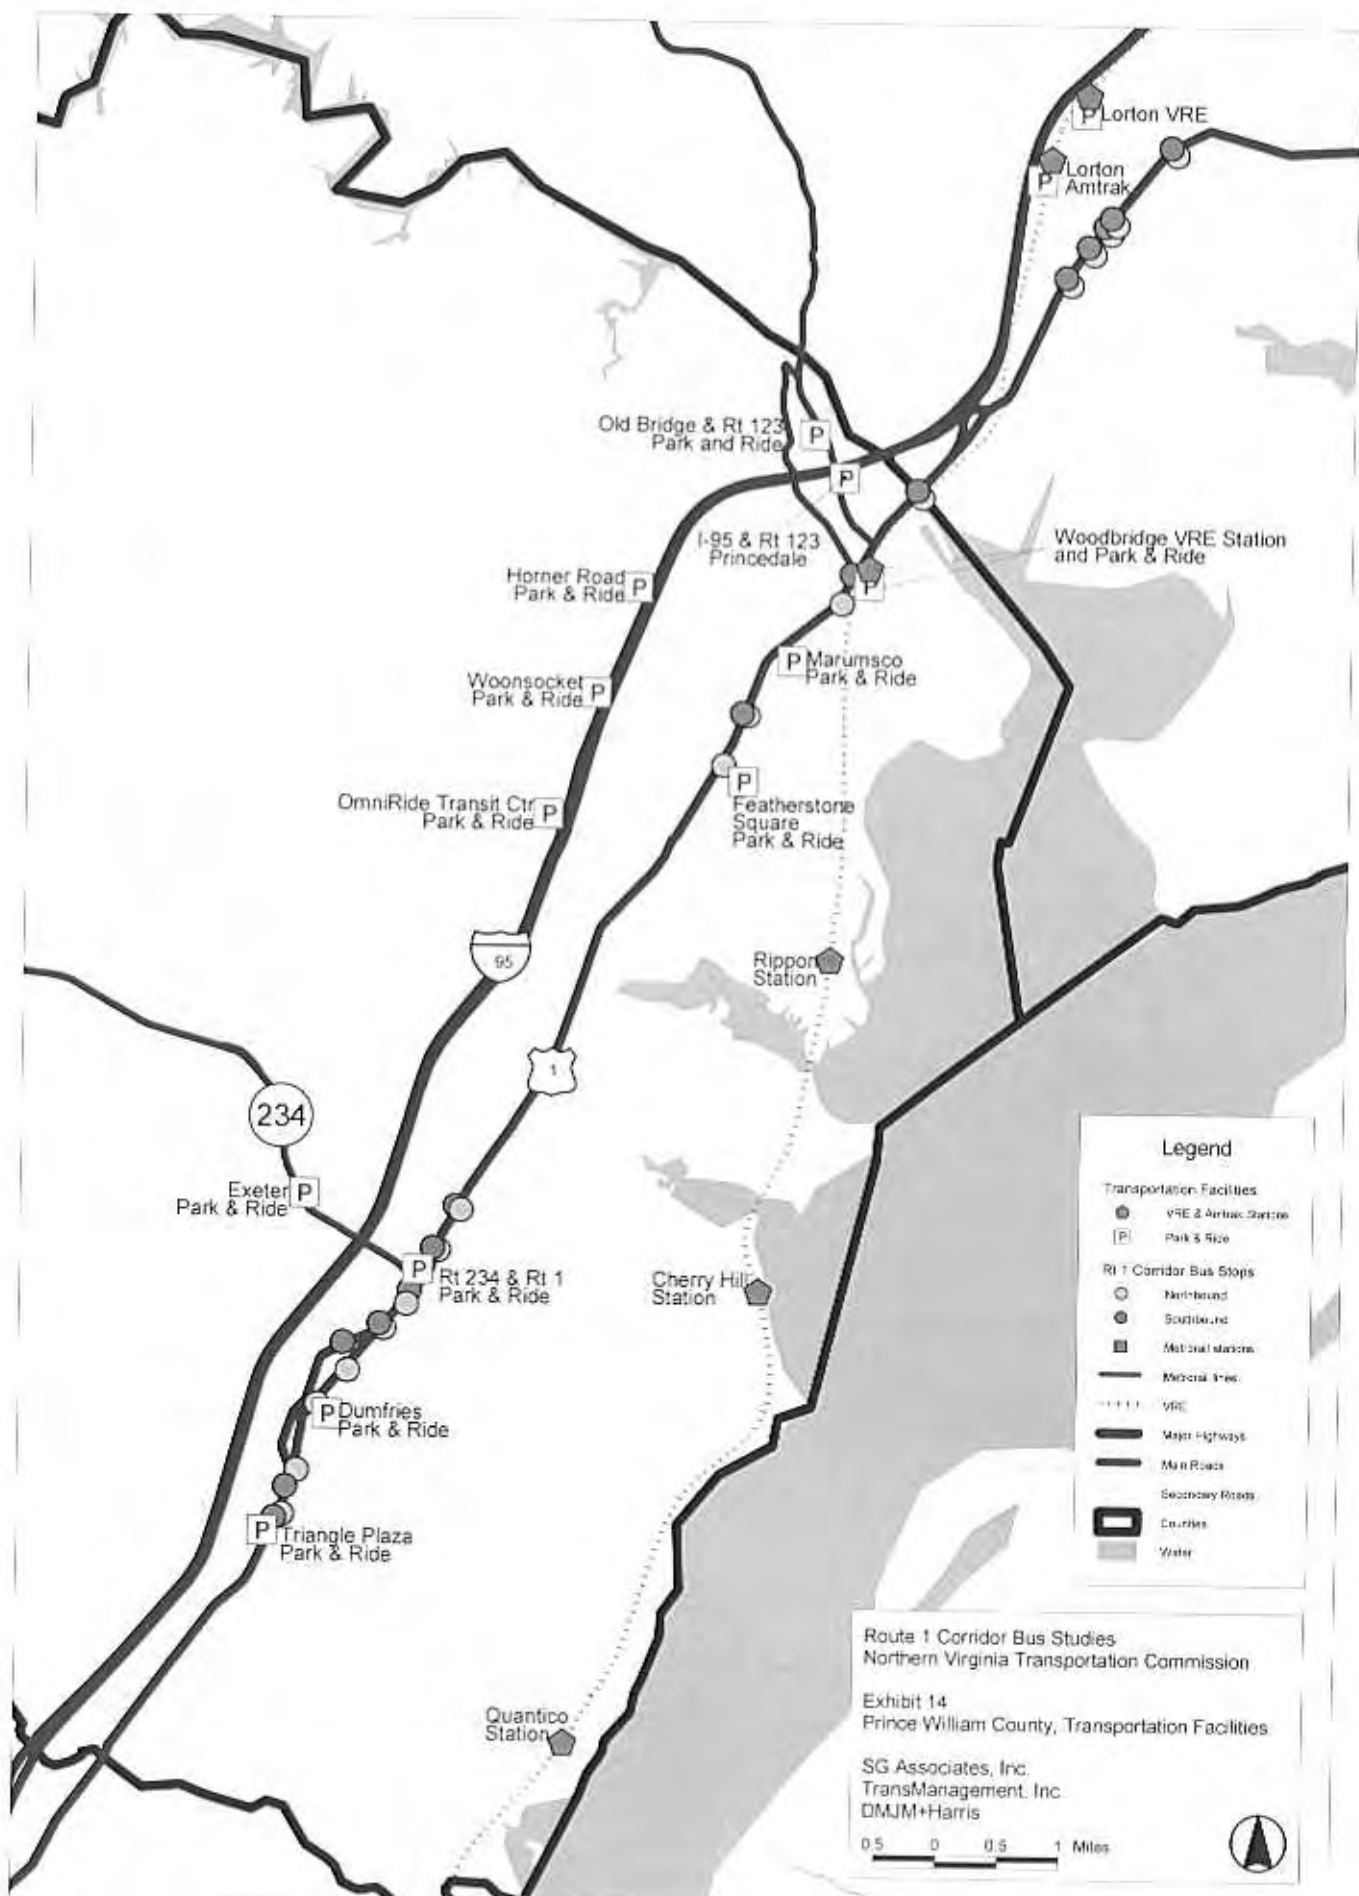 P
Lorton VRE
Lorton
Amtrak
P
Old Bridge & Rt 123
Park and Ride
P
P
I-95 & Rt 123
Princedale
Woodbridge VRE Station
and Park & Ride
P
Horner Road
Park & Ride
P
Marumsco
Park & Ride
P
Woonsocket
Park & Ride
P
OmniRide Transit Ctr
Park & Ride
P
P
Featherstone
Square
Park & Ride
95
Rippon
Station
1
234
Exeter
Park & Ride
P
P
Rt 234 & Rt 1
Park & Ride
Cherry Hill
Station
P
Dumfries
Park & Ride
P
Triangle Plaza
Park & Ride
Quantico
Station
Legend
Transportation Facilities
VRE & Amtrak Stations
P
Park & Ride
Rt 1 Corridor Bus Stops
Northbound
Southbound
Metrorail stations
Metrorail lines
VRE
Major Highways
Main Roads
Secondary Roads
Counties
Water
Route 1 Corridor Bus Studies
Northern Virginia Transportation Commission
Exhibit 14
Prince William County, Transportation Facilities
SG Associates, Inc.
TransManagement, Inc.
DMJM+Harris
0.5 0 0.5 1 Miles